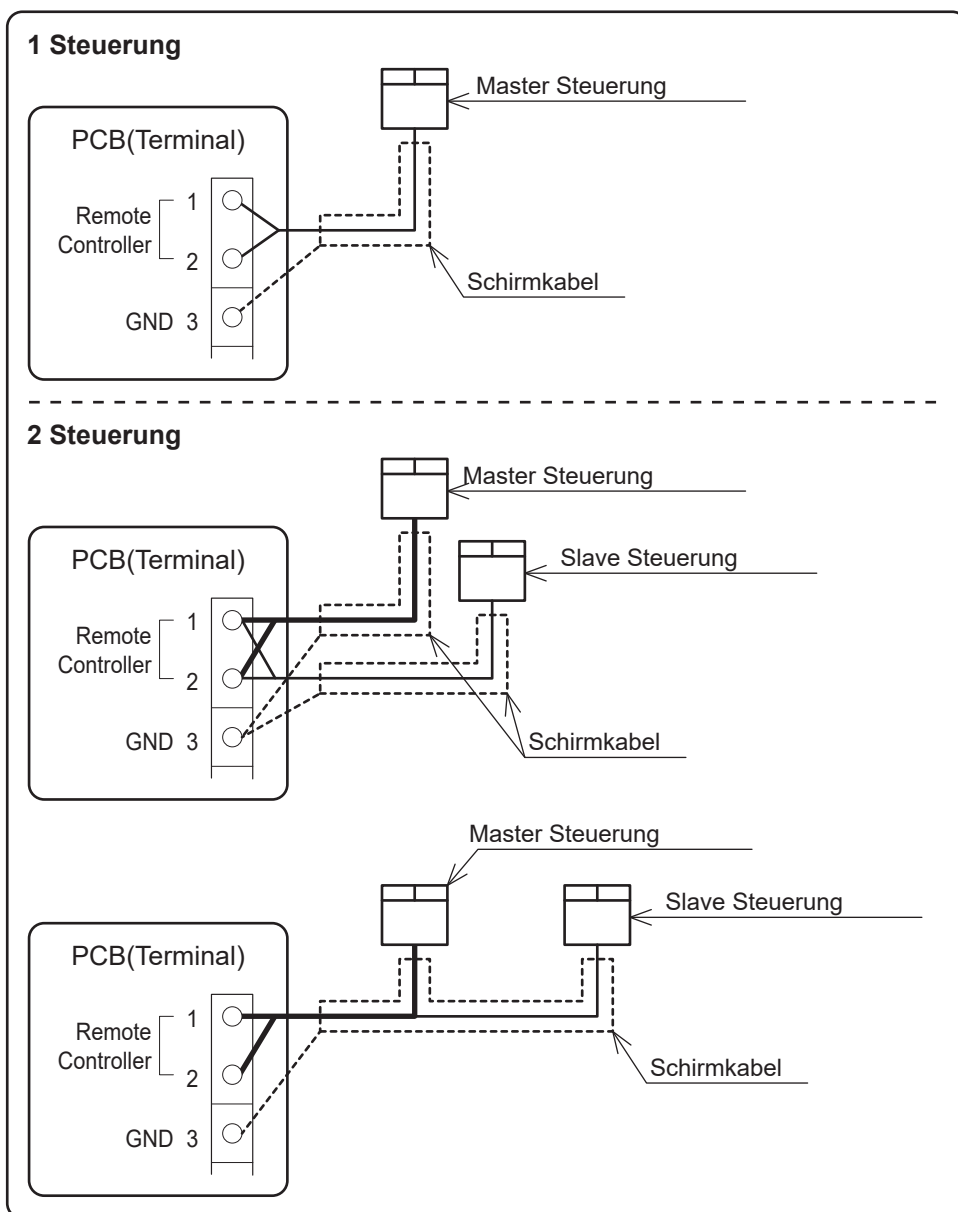 1 Steuerung
Master Steuerung
PCB(Terminal)
Remote
Controller
1
2
GND 3
Schirmkabel
2 Steuerung
Master Steuerung
Slave Steuerung
PCB(Terminal)
Remote
Controller
1
2
GND 3
Schirmkabel
Master Steuerung
Slave Steuerung
PCB(Terminal)
Remote
Controller
1
2
GND 3
Schirmkabel